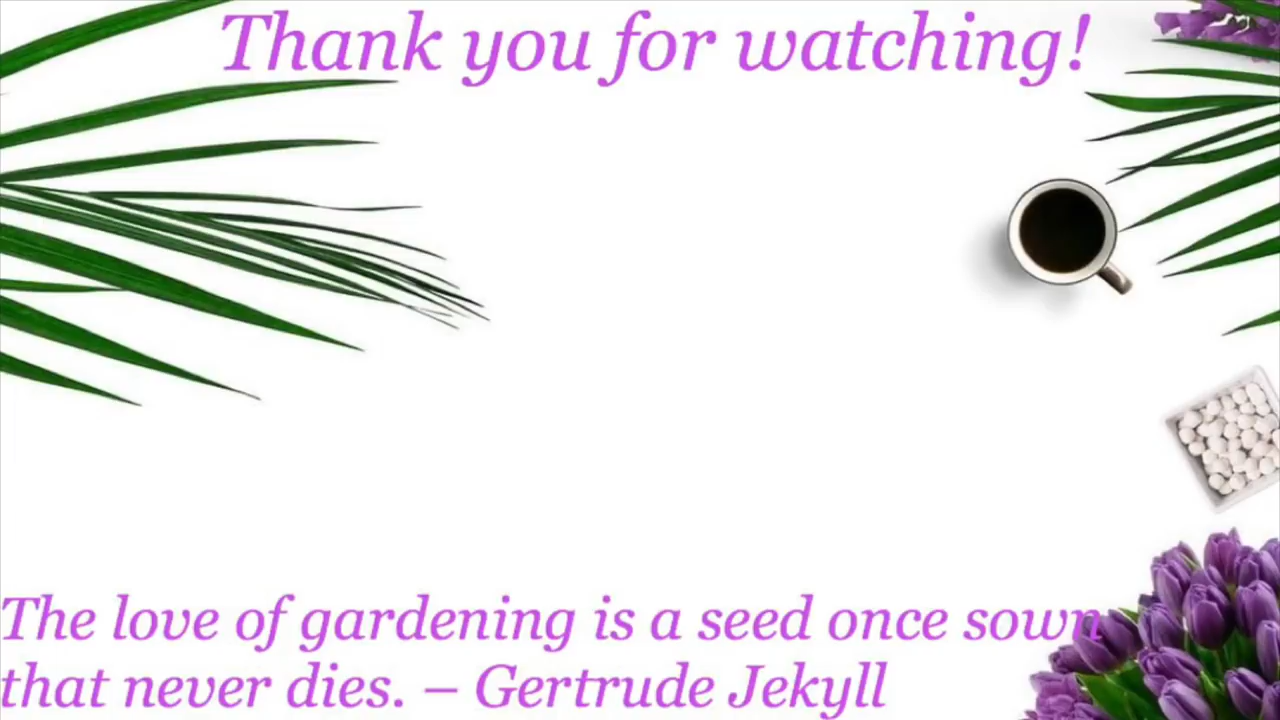 Thank you for watching!
The love of gardening is a seed once sown
that never dies. – Gertrude Jekyll